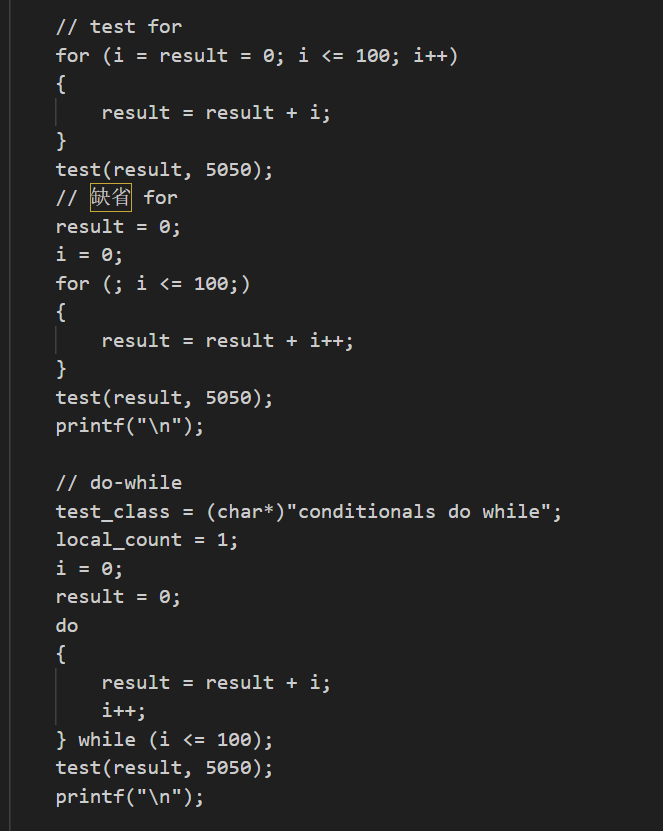 // test for
for (i = result = 0; i <= 100; i++)
{
result = result + i;
}
test(result, 5050);
// 缺省 for
result = 0;
i = 0;
for (; i <= 100;)
{
result = result + i++;
}
test(result, 5050);
printf("\n");
// do-while
test_class = (char*)"conditionals do while";
local_count = 1;
i = 0;
result = 0;
do
{
result = result + i;
i++;
} while (i <= 100);
test(result, 5050);
printf("\n");